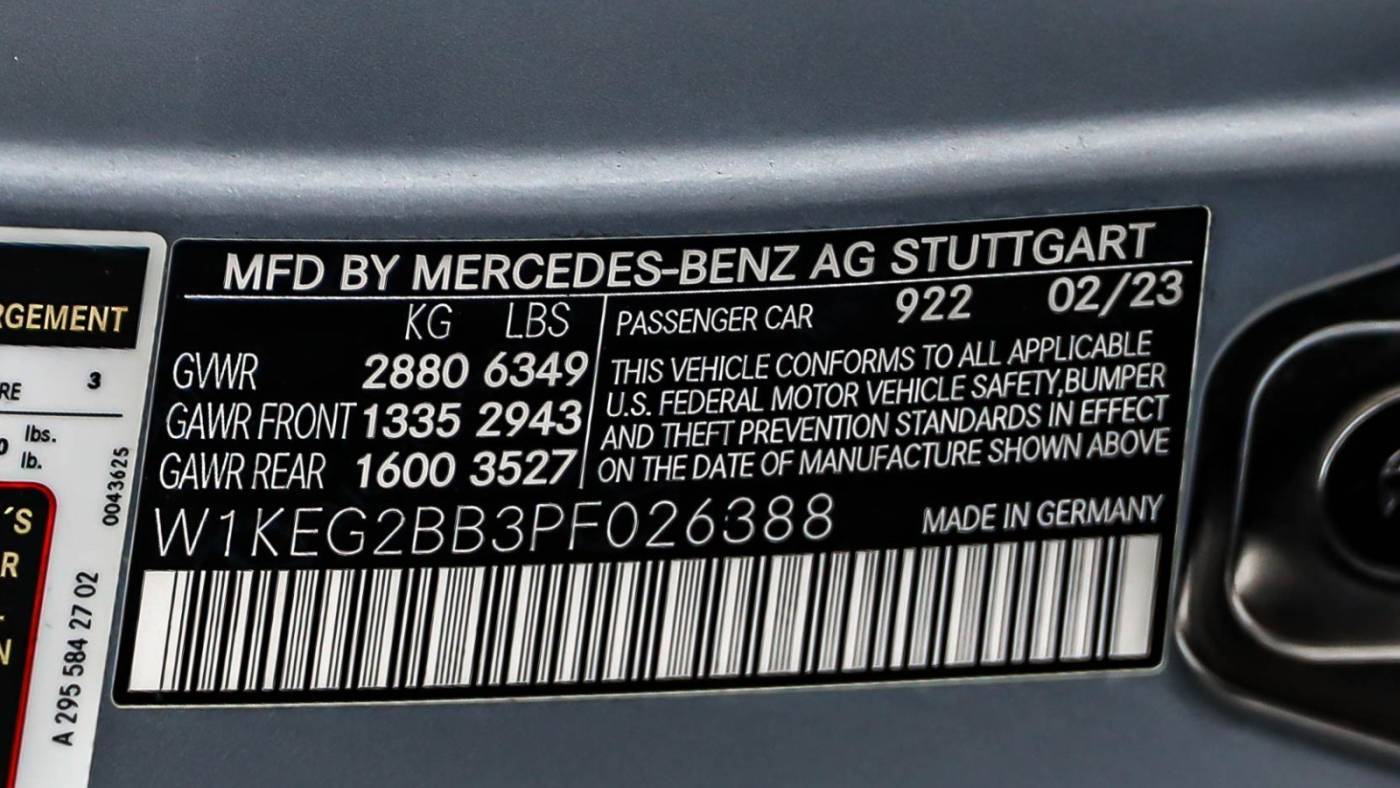 MFD BY MERCEDES-BENZ AG STUTTGART
KG LBS
GVWR 2880 6349
GAWR FRONT 1335 2943
GAWR REAR 1600 3527
PASSENGER CAR 922 02/23
THIS VEHICLE CONFORMS TO ALL APPLICABLE
U.S. FEDERAL MOTOR VEHICLE SAFETY,BUMPER
AND THEFT PREVENTION STANDARDS IN EFFECT
ON THE DATE OF MANUFACTURE SHOWN ABOVE
W1KEG2BB3PF026388
MADE IN GERMANY
RGEMENT
RE 3
lbs.
lb.
0043625
´S
R
N
A 295 584 27 02